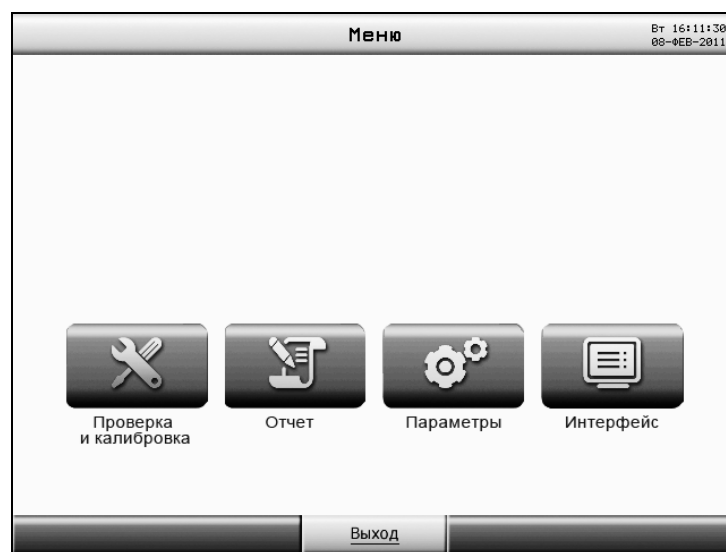 Меню
Вт 16:11:30
08-ФЕВ-2011
Проверка
и калибровка
Отчет
Параметры
Интерфейс
Выход